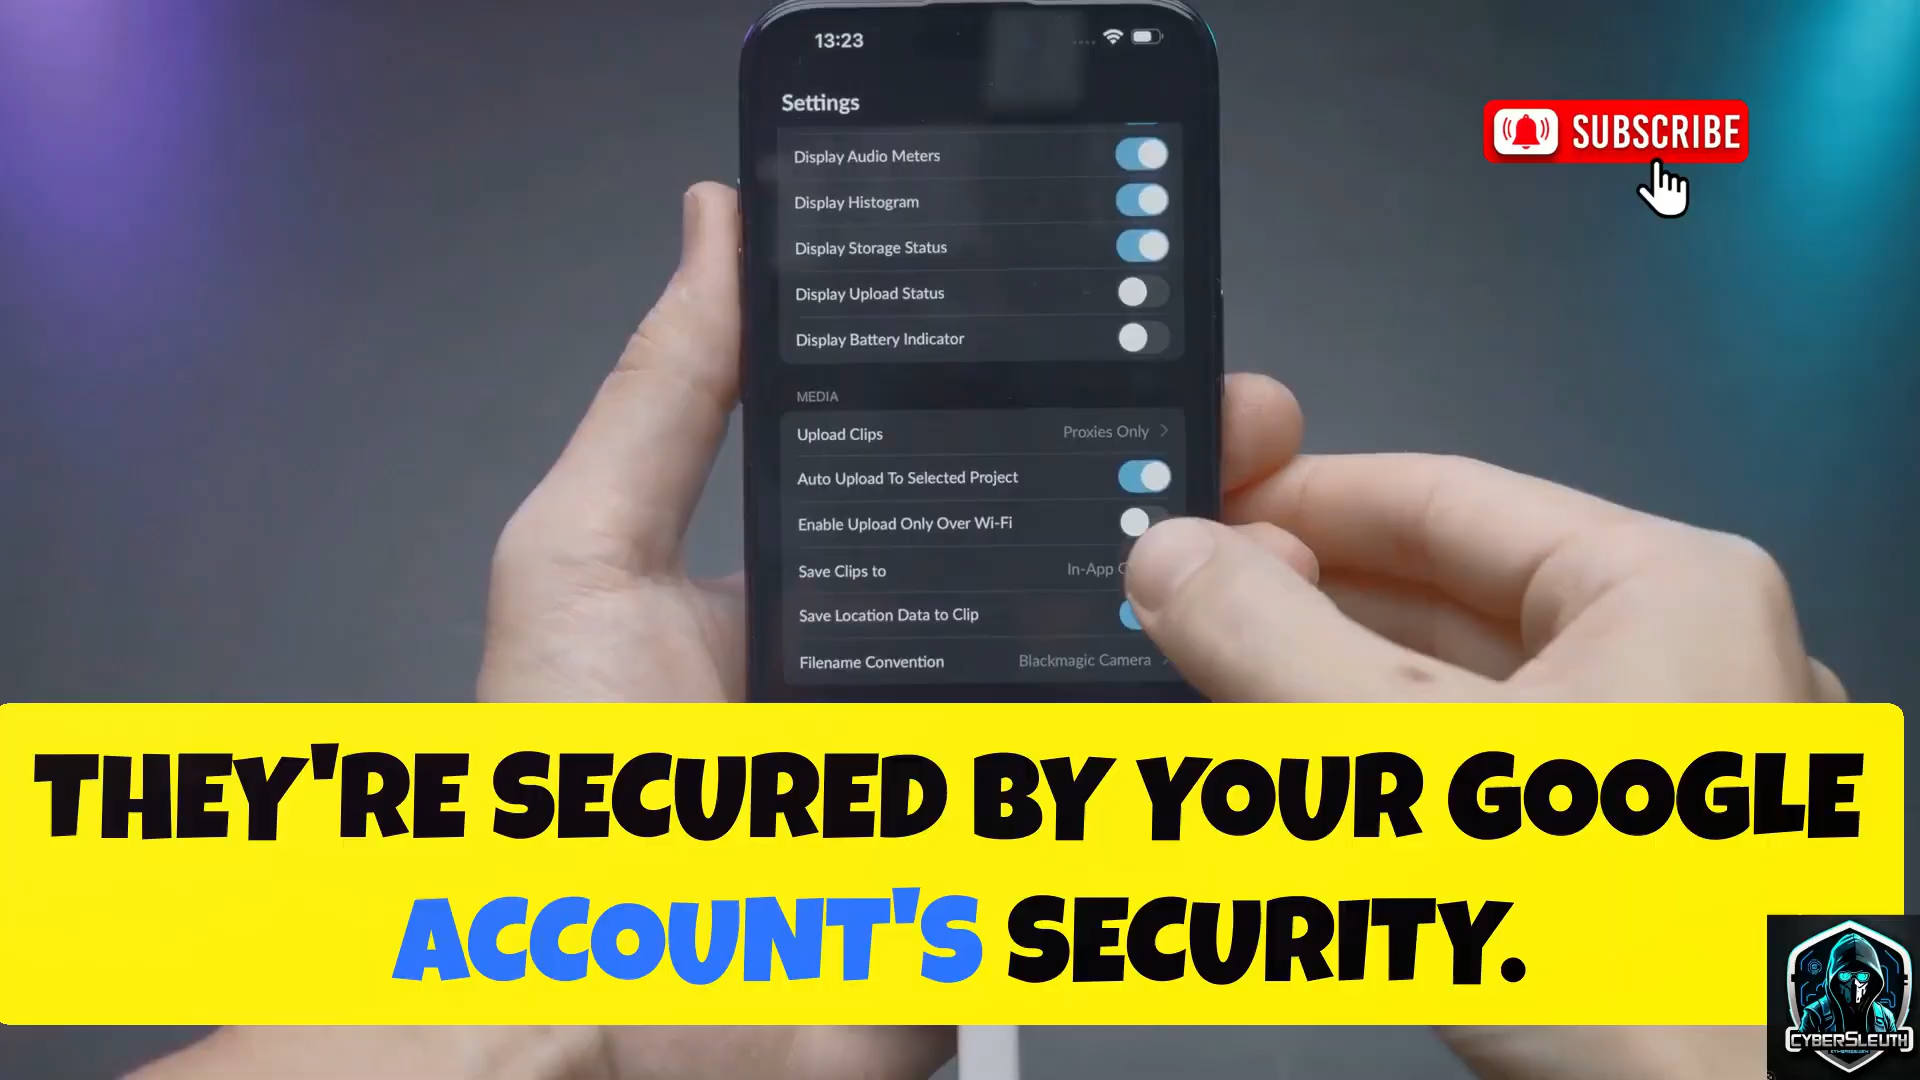 13:23
Settings
SUBSCRIBE
Display Audio Meters
Display Histogram
Display Storage Status
Display Upload Status
Display Battery Indicator
MEDIA
Upload Clips Proxies Only
Auto Upload To Selected Project
Enable Upload Only Over Wi-Fi
Save Clips to In-App
Save Location Data to Clip
Filename Convention Blackmagic Camera
THEY'RE SECURED BY YOUR GOOGLE
ACCOUNT'S SECURITY.
CYBERSLEUTH